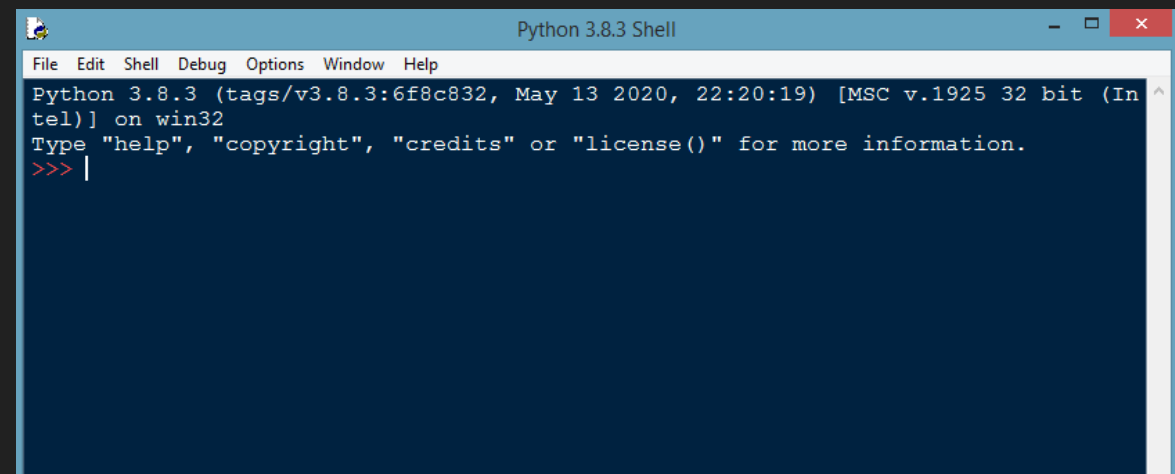 Python 3.8.3 Shell
File Edit Shell Debug Options Window Help
Python 3.8.3 (tags/v3.8.3:6f8c832, May 13 2020, 22:20:19) [MSC v.1925 32 bit (In
tel)] on win32
Type "help", "copyright", "credits" or "license()" for more information.
>>>